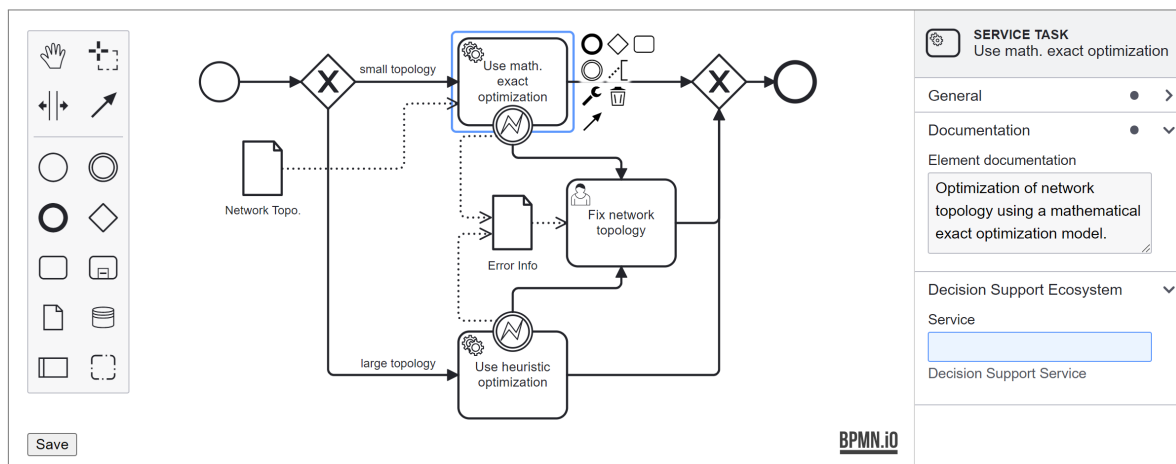 small topology
Use math.
exact
optimization
Network Topo.
Fix network
topology
Error Info
large topology
Use heuristic
optimization
Save
BPMN.iO
SERVICE TASK
Use math. exact optimization
General
Documentation
Element documentation
Optimization of network
topology using a mathematical
exact optimization model.
Decision Support Ecosystem
Service
Decision Support Service